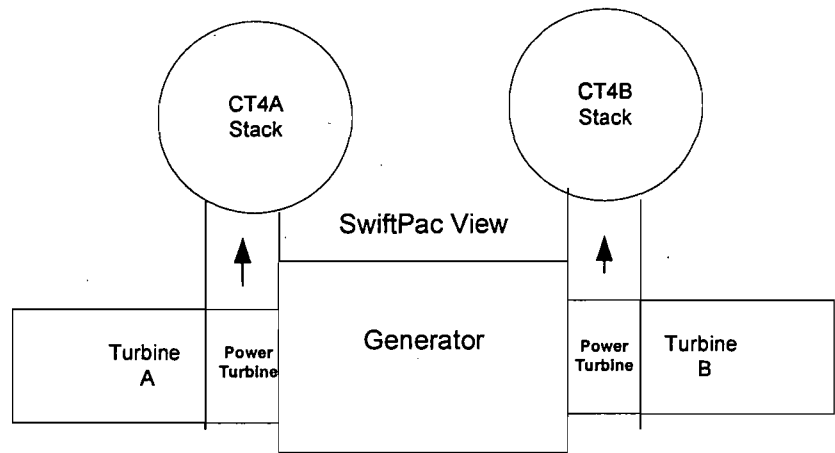 CT4A
Stack
CT4B
Stack
SwiftPac View
Turbine
A
Power
Turbine
Generator
Power
Turbine
Turbine
B